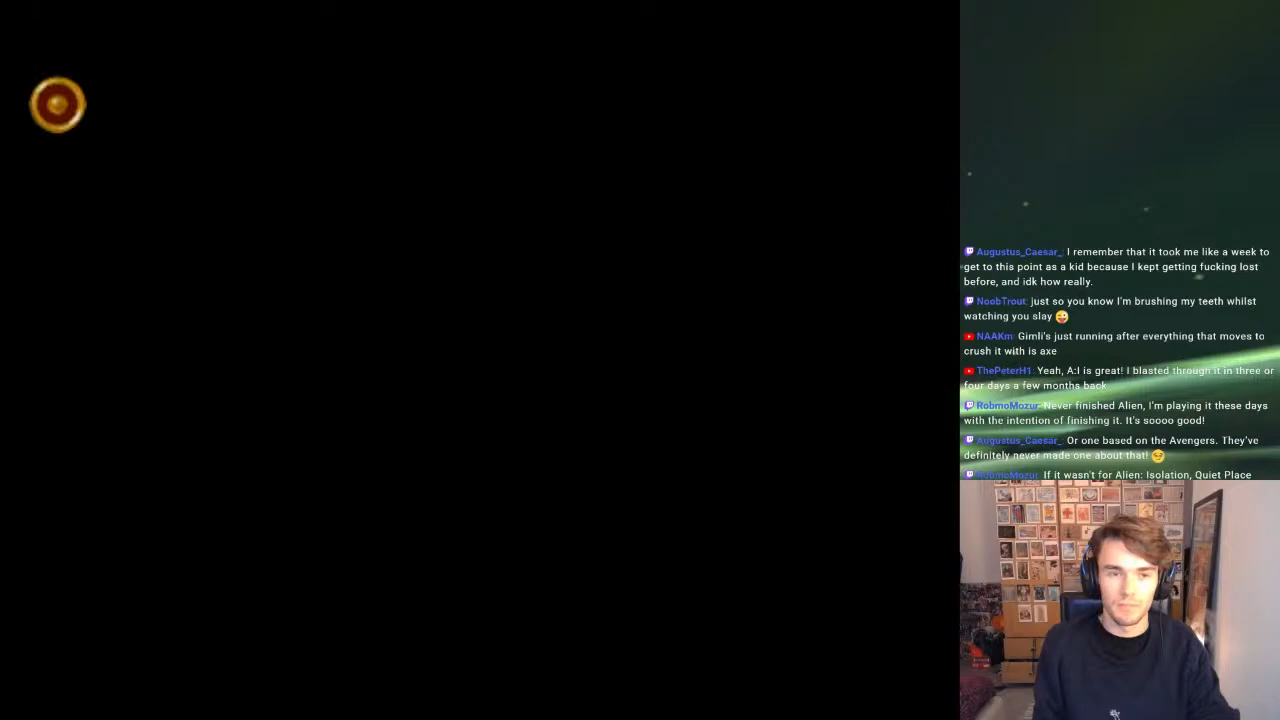 Augustus_Caesar_: I remember that it took me like a week to
get to this point as a kid because I kept getting fucking lost
before, and idk how really.
NoobTrout: just so you know I'm brushing my teeth whilst
watching you slay 😜
NAAKm: Gimli's just running after everything that moves to
crush it with is axe
ThePeterH1: Yeah, A:I is great! I blasted through it in three or
four days a few months back
RobmoMozur: Never finished Alien, I'm playing it these days
with the intention of finishing it. It's soooo good!
Augustus_Caesar_: Or one based on the Avengers. They've
definitely never made one about that! 😏
RobmoMozur: If it wasn't for Alien: Isolation, Quiet Place